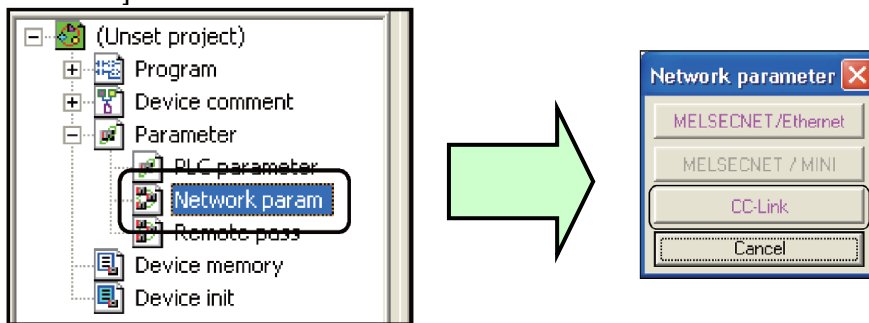 (Unset project)
Program
Device comment
Parameter
PLC parameter
Network param
Remote pass
Device memory
Device init
Network parameter
MELSECNET/Ethernet
MELSECNET / MINI
CC-Link
Cancel